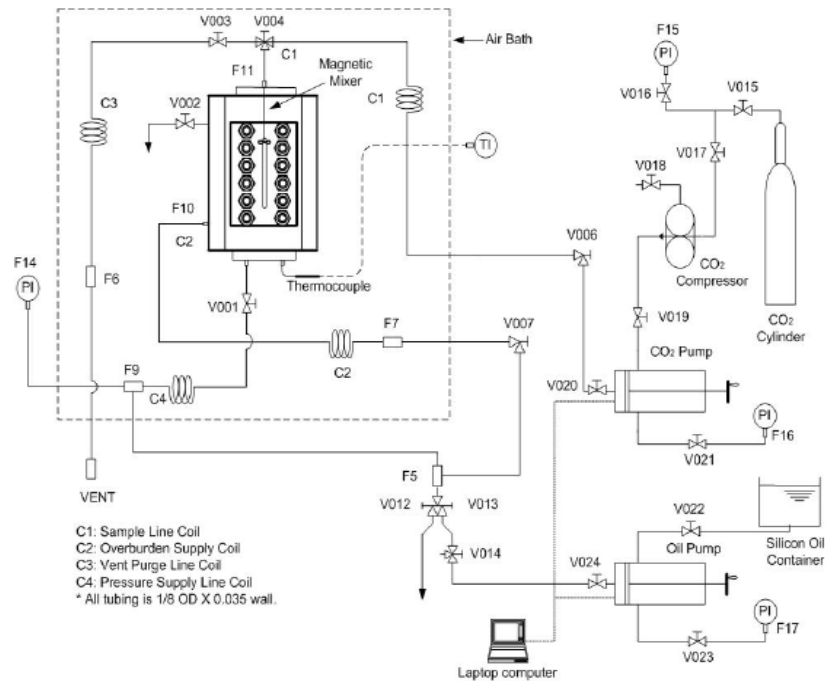 V003
V004
C1
Air Bath
F11
Magnetic
Mixer
C3
V002
C1
F15
PI
V016
V015
V017
V018
TI
F10
C2
F14
PI
F6
V001
Thermocouple
V006
CO2
Compressor
CO2
Cylinder
F7
V007
V019
C2
CO2 Pump
F9
C4
V020
PI
F16
V021
VENT
F5
V012
V013
V022
V014
Oil Pump
Silicon Oil
Container
V024
C1: Sample Line Coil
C2: Overburden Supply Coil
C3: Vent Purge Line Coil
C4: Pressure Supply Line Coil
* All tubing is 1/8 OD X 0.035 wall.
PI
F17
V023
Laptop computer